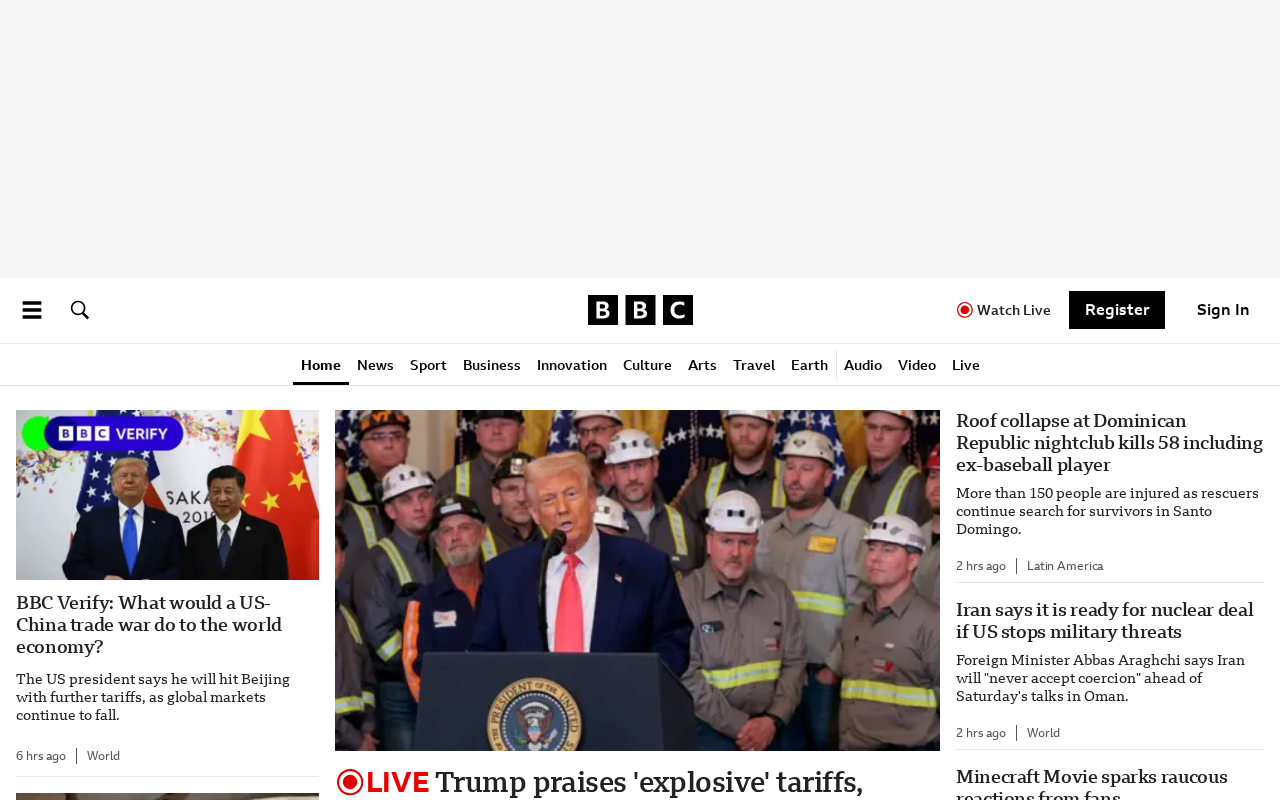 BBC
Watch Live
Register
Sign In
Home
News
Sport
Business
Innovation
Culture
Arts
Travel
Earth
Audio
Video
Live
BBC VERIFY
BBC Verify: What would a US-
China trade war do to the world
economy?
The US president says he will hit Beijing
with further tariffs, as global markets
continue to fall.
6 hrs ago
World
LIVE Trump praises 'explosive' tariffs,
Roof collapse at Dominican
Republic nightclub kills 58 including
ex-baseball player
More than 150 people are injured as rescuers
continue search for survivors in Santo
Domingo.
2 hrs ago
Latin America
Iran says it is ready for nuclear deal
if US stops military threats
Foreign Minister Abbas Araghchi says Iran
will "never accept coercion" ahead of
Saturday's talks in Oman.
2 hrs ago
World
Minecraft Movie sparks raucous
reactions from fans